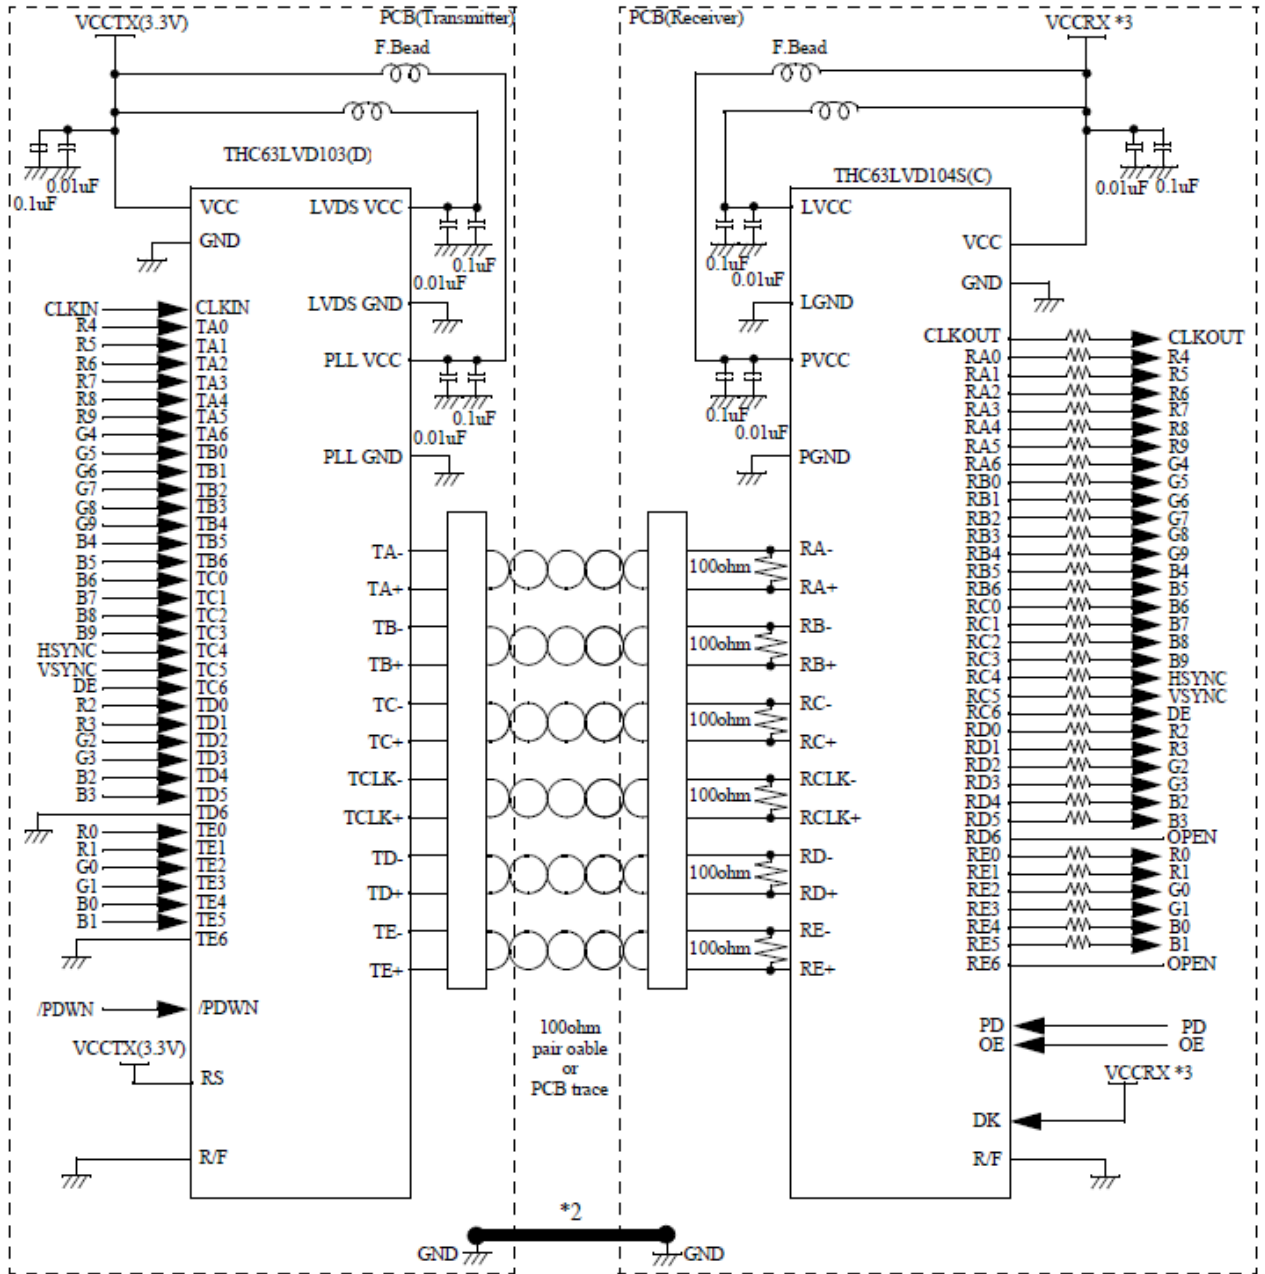 VCCTX(3.3V)
PCB(Transmitter)
F.Bead
0.1uF
0.01uF
THC63LVD103(D)
VCC
GND
LVDS VCC
0.1uF
0.01uF
LVDS GND
PLL VCC
0.1uF
0.01uF
PLL GND
CLKIN CLKIN
R4 TA0
R5 TA1
R6 TA2
R7 TA3
R8 TA4
R9 TA5
G4 TA6
G5 TB0
G6 TB1
G7 TB2
G8 TB3
G9 TB4
B4 TB5
B5 TB6
B6 TC0
B7 TC1
B8 TC2
B9 TC3
HSYNC TC4
VSYNC TC5
DE TC6
R2 TD0
R3 TD1
G2 TD2
G3 TD3
B2 TD4
B3 TD5
TD6
R0 TE0
R1 TE1
G0 TE2
G1 TE3
B0 TE4
B1 TE5
TE6
/PDWN /PDWN
VCCTX(3.3V)
RS
R/F
TA-
TA+
TB-
TB+
TC-
TC+
TCLK-
TCLK+
TD-
TD+
TE-
TE+
100ohm
pair oable
or
PCB trace
*2
GND
GND
PCB(Receiver)
VCCRX *3
F.Bead
0.01uF
0.1uF
THC63LVD104S(C)
LVCC
0.1uF
0.01uF
LGND
PVCC
0.1uF
0.01uF
PGND
100ohm
RA-
RA+
100ohm
RB-
RB+
100ohm
RC-
RC+
100ohm
RCLK-
RCLK+
100ohm
RD-
RD+
100ohm
RE-
RE+
VCC
GND
CLKOUT CLKOUT
RA0 R4
RA1 R5
RA2 R6
RA3 R7
RA4 R8
RA5 R9
RA6 G4
RB0 G5
RB1 G6
RB2 G7
RB3 G8
RB4 G9
RB5 B4
RB6 B5
RC0 B6
RC1 B7
RC2 B8
RC3 B9
RC4 HSYNC
RC5 VSYNC
RC6 DE
RD0 R2
RD1 R3
RD2 G2
RD3 G3
RD4 B2
RD5 B3
RD6 OPEN
RE0 R0
RE1 R1
RE2 G0
RE3 G1
RE4 B0
RE5 B1
RE6 OPEN
PD PD
OE OE
VCCRX *3
DK
R/F